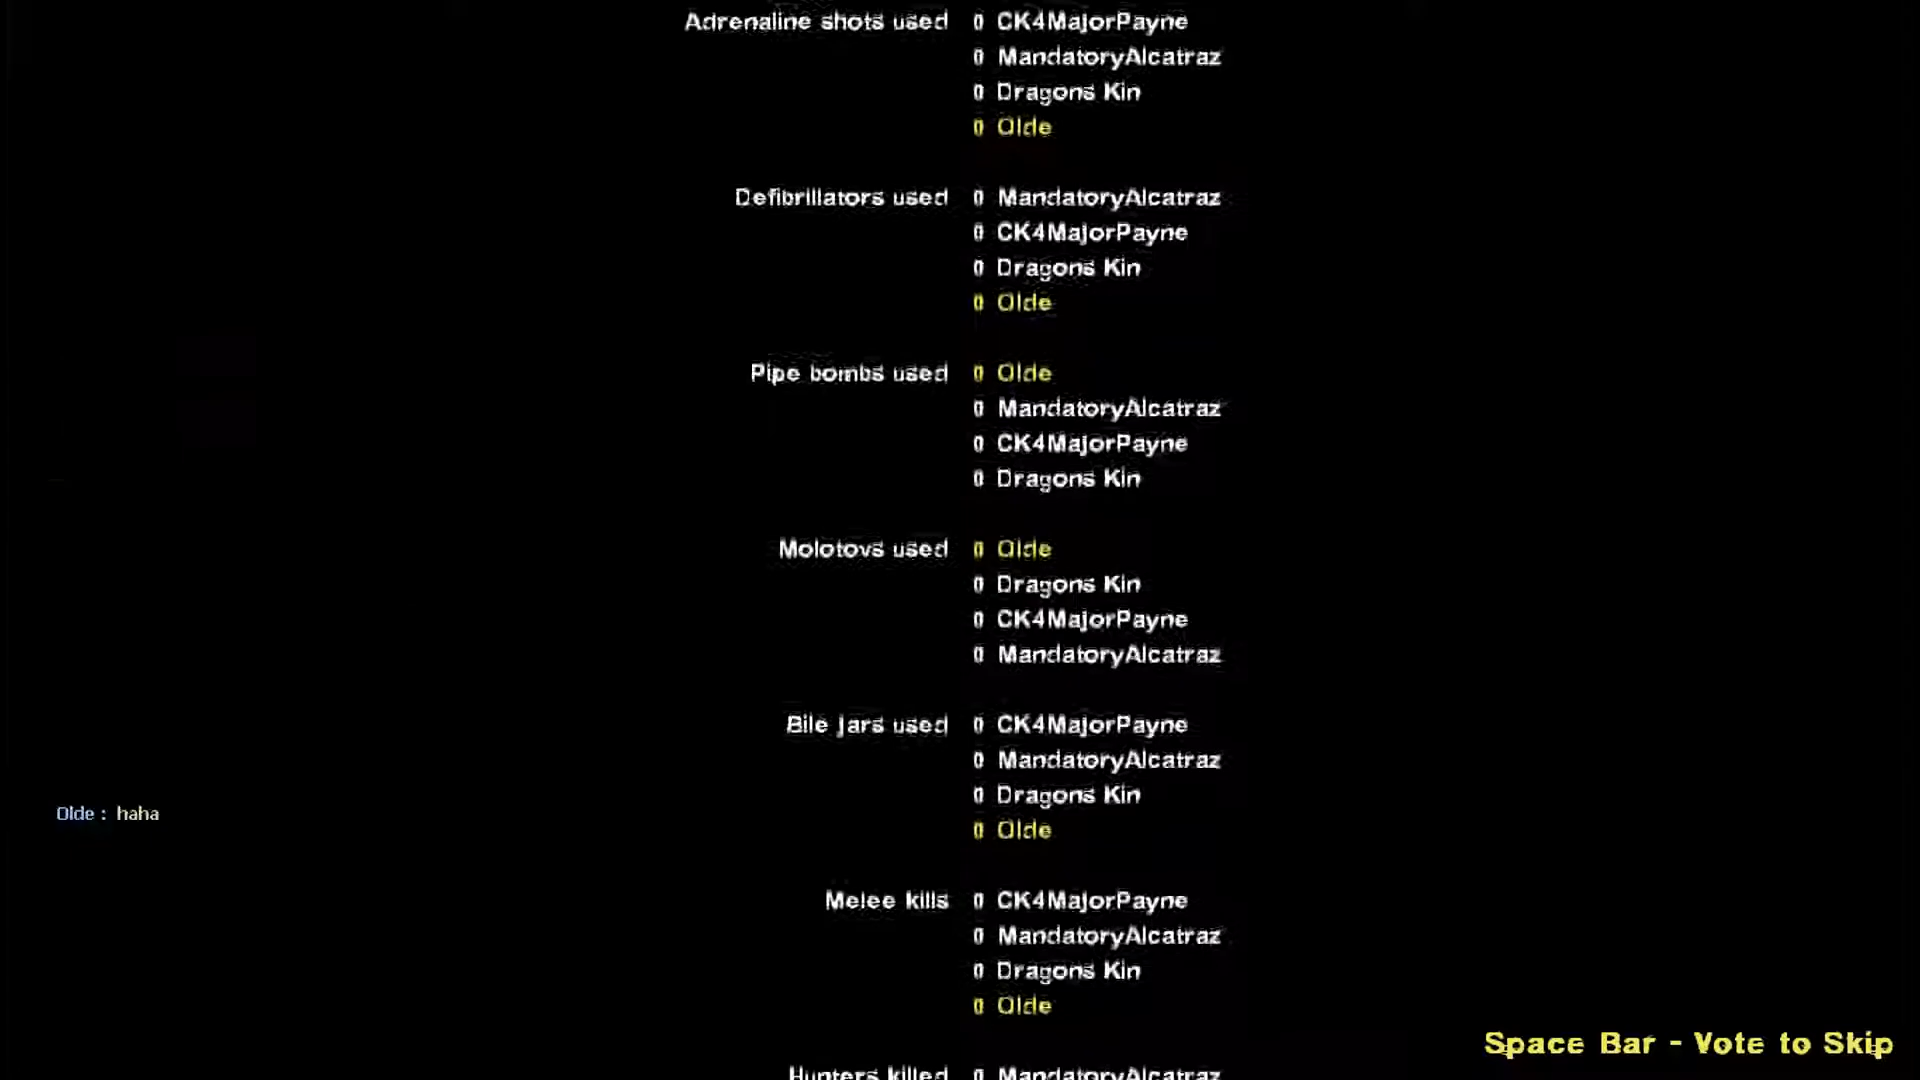 Adrenaline shots used 0 CK4MajorPayne
0 MandatoryAlcatraz
0 Dragons Kin
0 Olde
Defibrillators used 0 MandatoryAlcatraz
0 CK4MajorPayne
0 Dragons Kin
0 Olde
Pipe bombs used 0 Olde
0 MandatoryAlcatraz
0 CK4MajorPayne
0 Dragons Kin
Molotovs used 0 Olde
0 Dragons Kin
0 CK4MajorPayne
0 MandatoryAlcatraz
Bile jars used 0 CK4MajorPayne
0 MandatoryAlcatraz
0 Dragons Kin
Olde : haha
0 Olde
Melee kills 0 CK4MajorPayne
0 MandatoryAlcatraz
0 Dragons Kin
0 Olde
Space Bar - Vote to Skip
Hunters killed 0 MandatoryAlcatraz